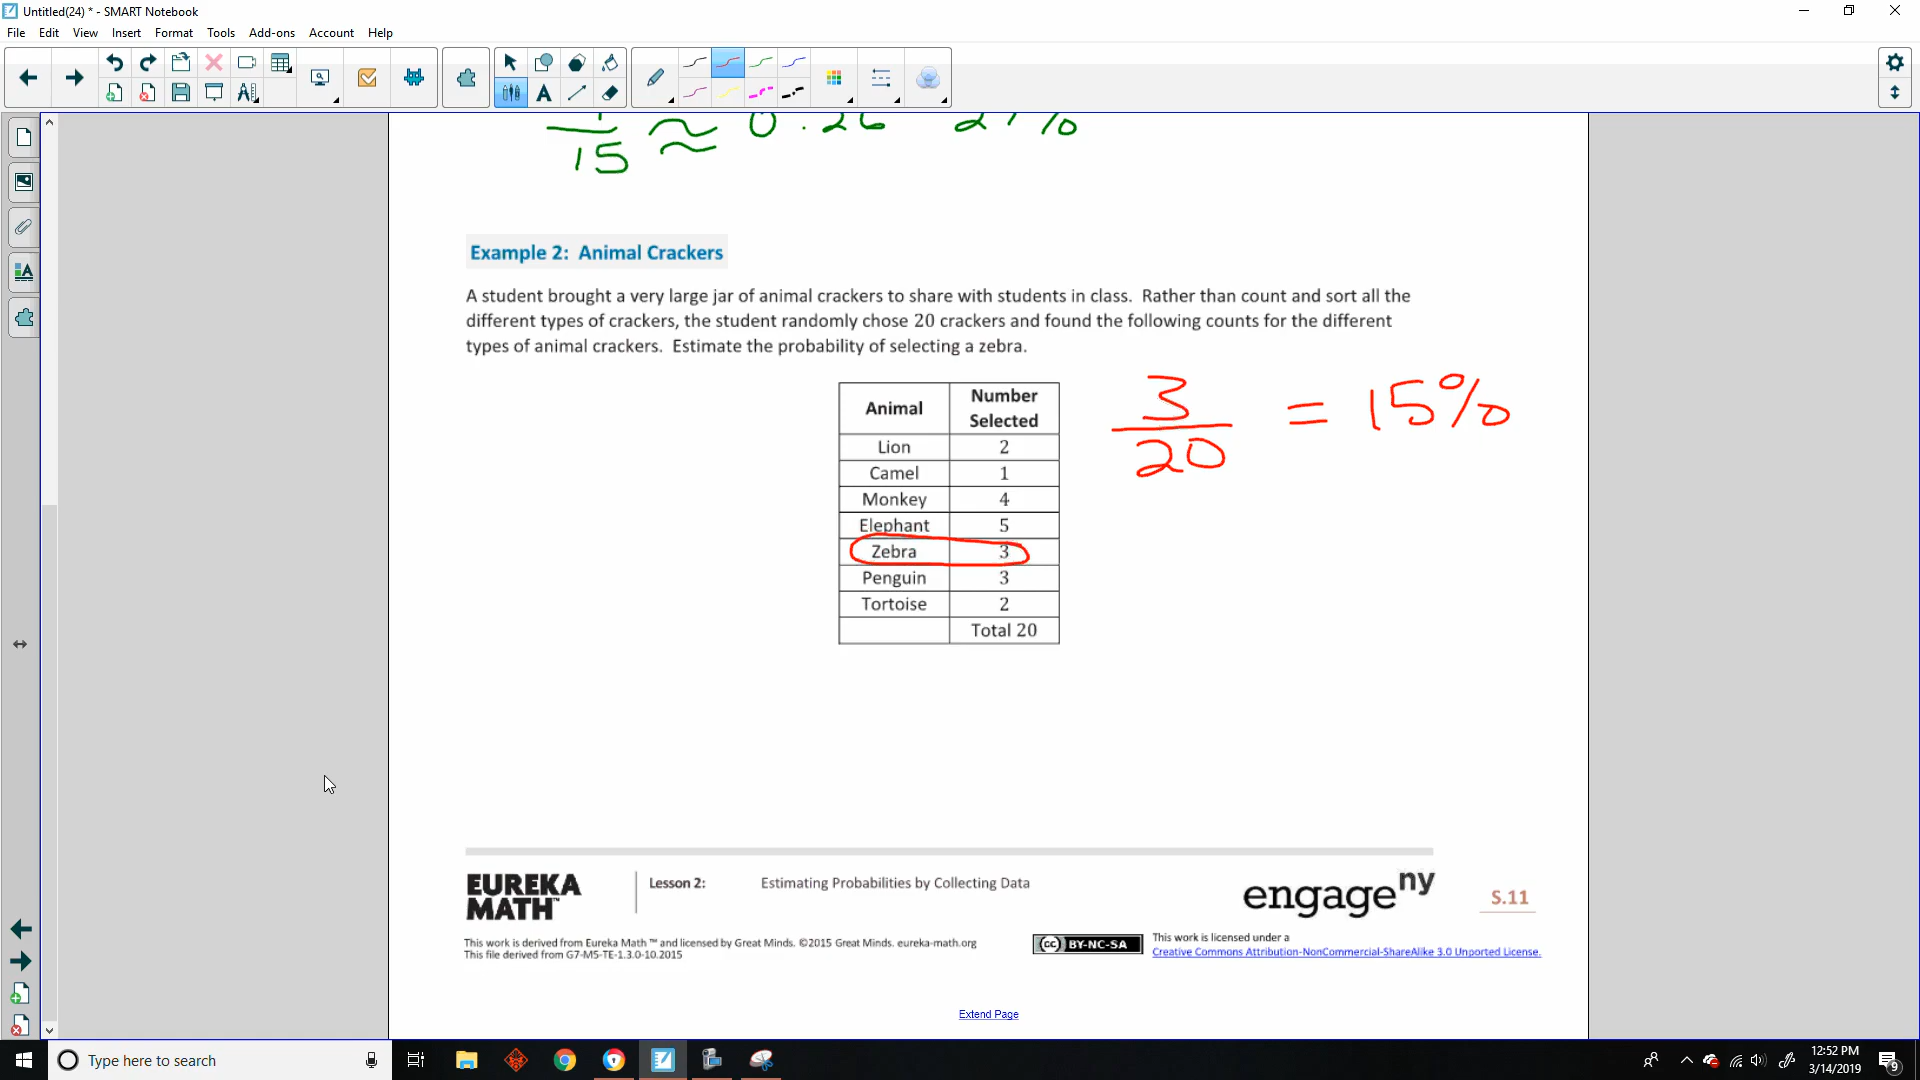 Untitled(24) * - SMART Notebook
File Edit View Insert Format Tools Add-ons Account Help
15 ≈ 0.26 %
Example 2: Animal Crackers
A student brought a very large jar of animal crackers to share with students in class. Rather than count and sort all the
different types of crackers, the student randomly chose 20 crackers and found the following counts for the different
types of animal crackers. Estimate the probability of selecting a zebra.
Animal Number Selected
Lion 2
Camel 1
Monkey 4
Elephant 5
Zebra 3
Penguin 3
Tortoise 2
Total 20
3/20 = 15%
EUREKA MATH™
Lesson 2: Estimating Probabilities by Collecting Data
engageny
S.11
This work is derived from Eureka Math ™ and licensed by Great Minds. ©2015 Great Minds. eureka-math.org
This file derived from G7-M5-TE-1.3.0-10.2015
cc BY-NC-SA
This work is licensed under a
Creative Commons Attribution-NonCommercial-ShareAlike 3.0 Unported License.
Extend Page
Type here to search
12:52 PM
3/14/2019
9